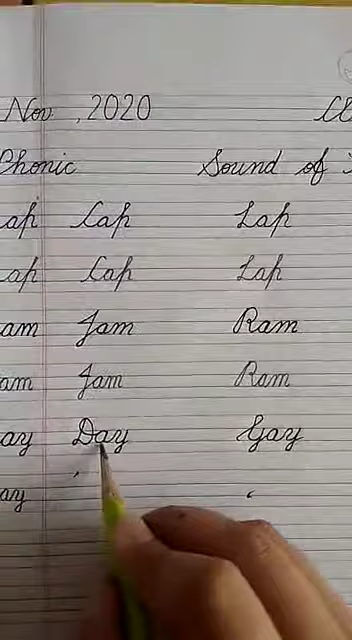 Nov , 2020 Cl
Phonic Sound of
ap Cap Lap
ap Cap Lap
am Jam Ram
am Jam Ram
ay Day Gay
ay